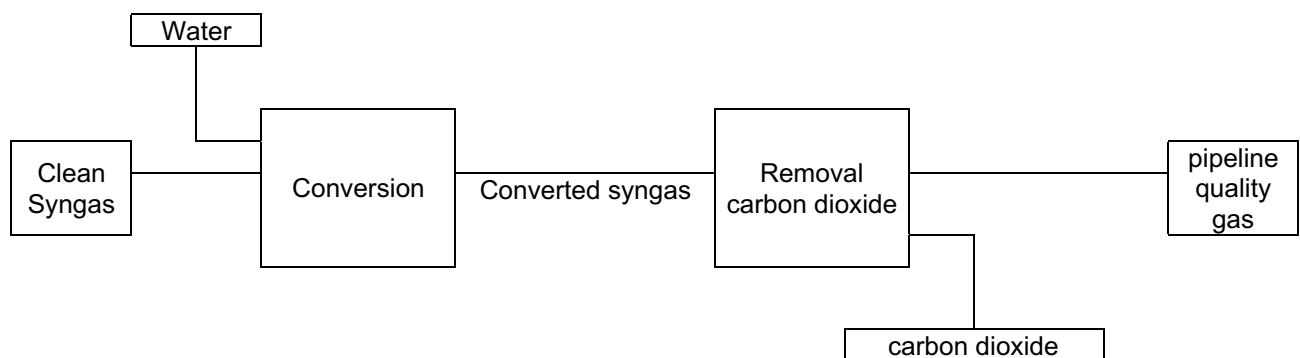 Water
Clean
Syngas
Conversion
Converted syngas
Removal
carbon dioxide
pipeline
quality
gas
carbon dioxide